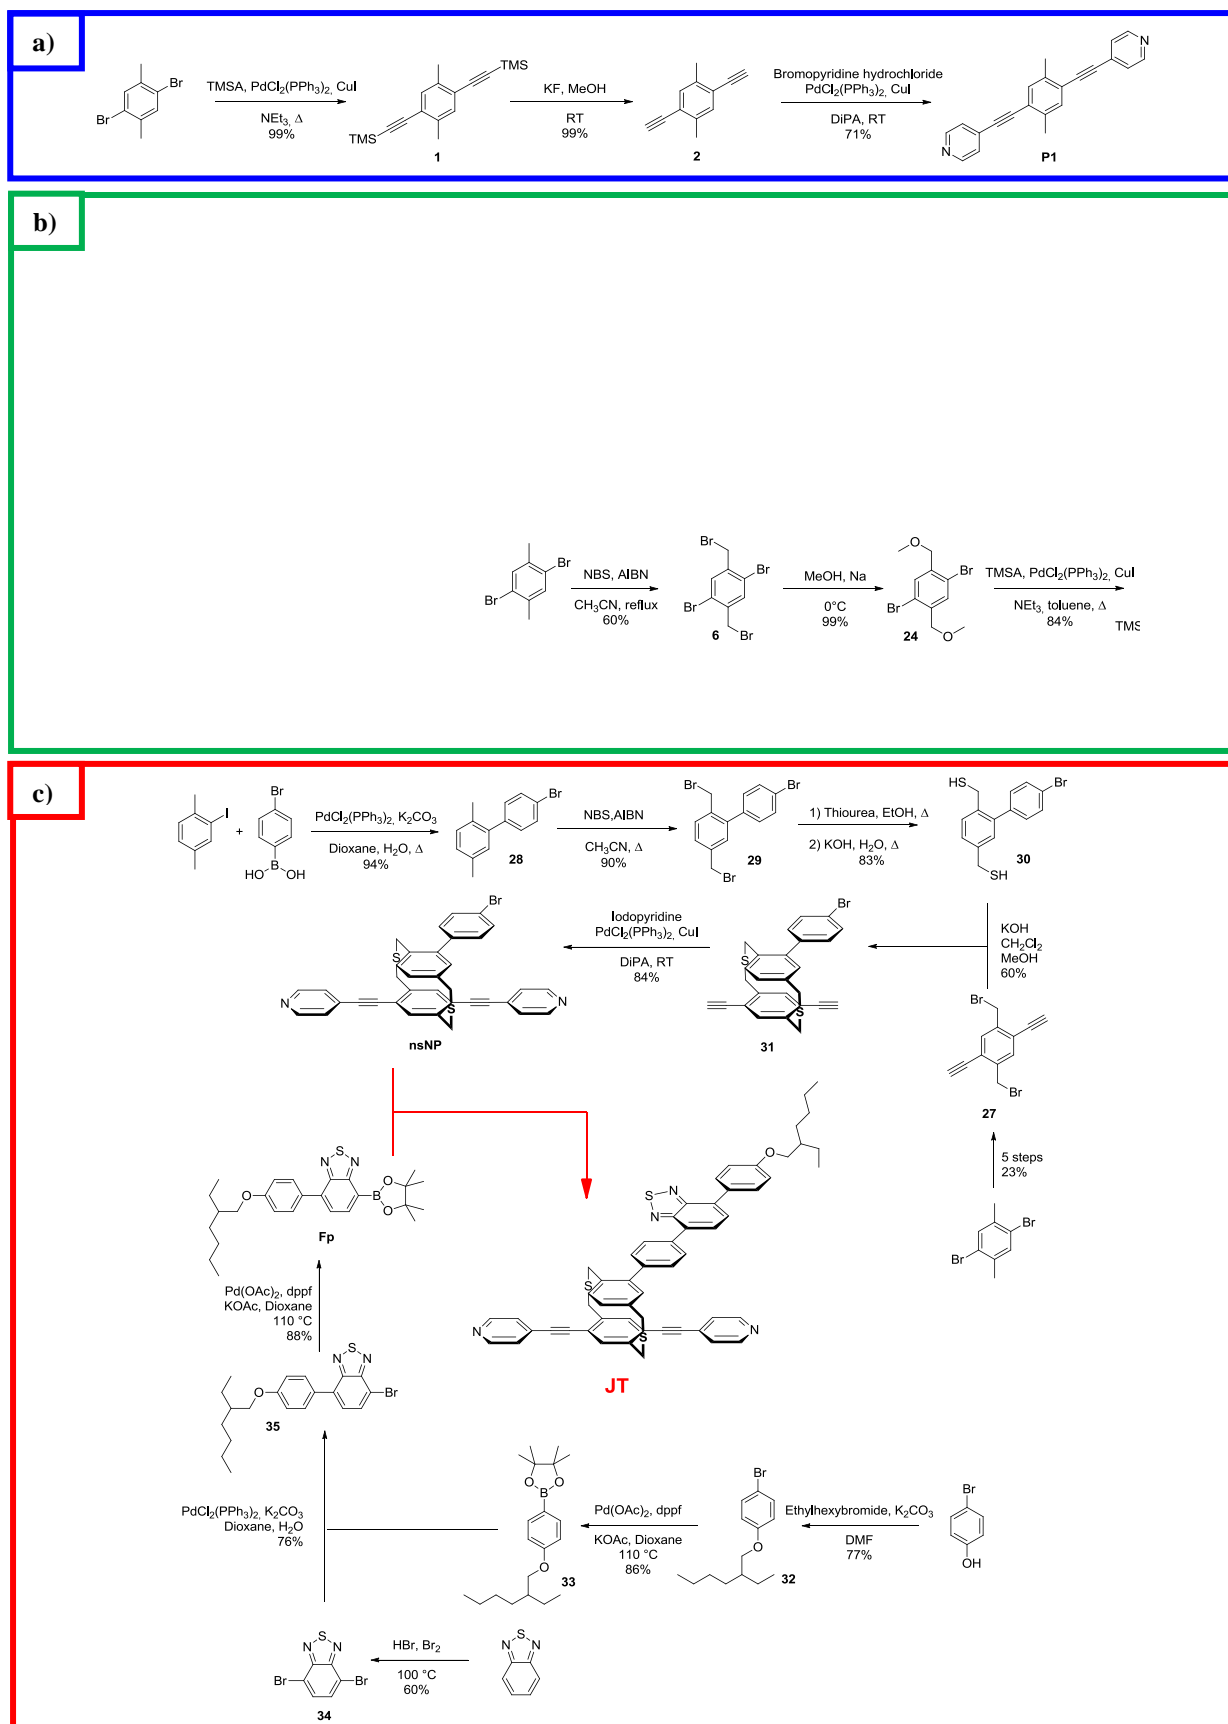 a)
Br
Br
TMSA, PdCl2(PPh3)2, CuI
NEt3, Δ
99%
TMS
TMS
1
KF, MeOH
RT
99%
2
Bromopyridine hydrochloride
PdCl2(PPh3)2, CuI
DiPA, RT
71%
N
N
P1
b)
Br
Br
NBS, AIBN
CH3CN, reflux
60%
Br
Br
Br
Br
6
MeOH, Na
0°C
99%
O
Br
Br
O
24
TMSA, PdCl2(PPh3)2, CuI
NEt3, toluene, Δ
84%
TMS
c)
I
+
Br
B
HO OH
PdCl2(PPh3)2, K2CO3
Dioxane, H2O, Δ
94%
Br
28
NBS,AIBN
CH3CN, Δ
90%
Br
Br
Br
29
1) Thiourea, EtOH, Δ
2) KOH, H2O, Δ
83%
HS
Br
SH
30
KOH
CH2Cl2
MeOH
60%
Br
S
S
31
Iodopyridine
PdCl2(PPh3)2, CuI
DiPA, RT
84%
Br
S
S
N
N
nsNP
Br
Br
27
5 steps
23%
Br
Br
S
N N
O
B
O
O
Fp
O
S
N
N
S
S
N
N
JT
Pd(OAc)2, dppf
KOAc, Dioxane
110 °C
88%
S
N N
O
Br
35
PdCl2(PPh3)2, K2CO3
Dioxane, H2O
76%
O O
B
O
33
Pd(OAc)2, dppf
KOAc, Dioxane
110 °C
86%
Br
O
32
Ethylhexybromide, K2CO3
DMF
77%
Br
OH
S
N N
Br Br
34
HBr, Br2
100 °C
60%
S
N N